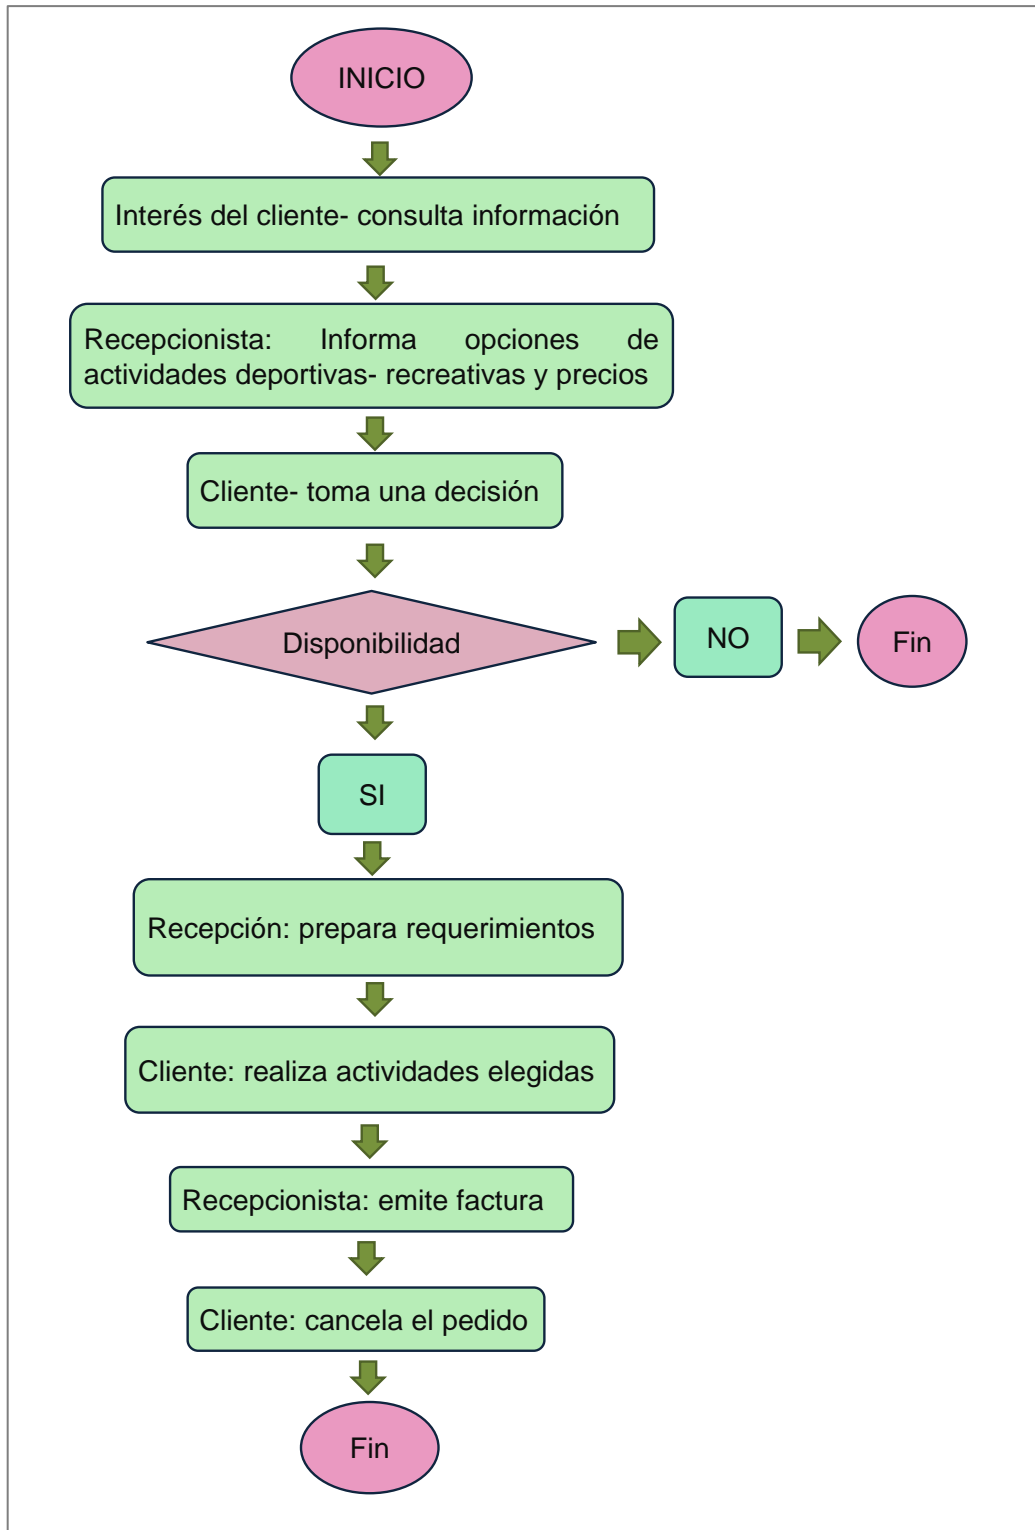 INICIO
Interés del cliente- consulta información
Recepcionista: Informa opciones de
actividades deportivas- recreativas y precios
Cliente- toma una decisión
Disponibilidad
NO
Fin
SI
Recepción: prepara requerimientos
Cliente: realiza actividades elegidas
Recepcionista: emite factura
Cliente: cancela el pedido
Fin